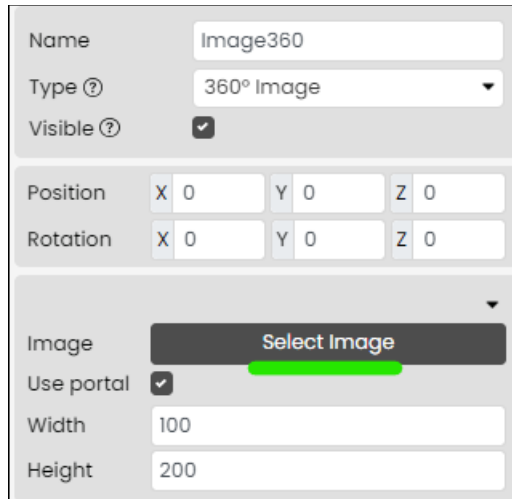 Name Image360
Type ? 360° Image
Visible ?
Position X 0 Y 0 Z 0
Rotation X 0 Y 0 Z 0
Image Select Image
Use portal
Width 100
Height 200